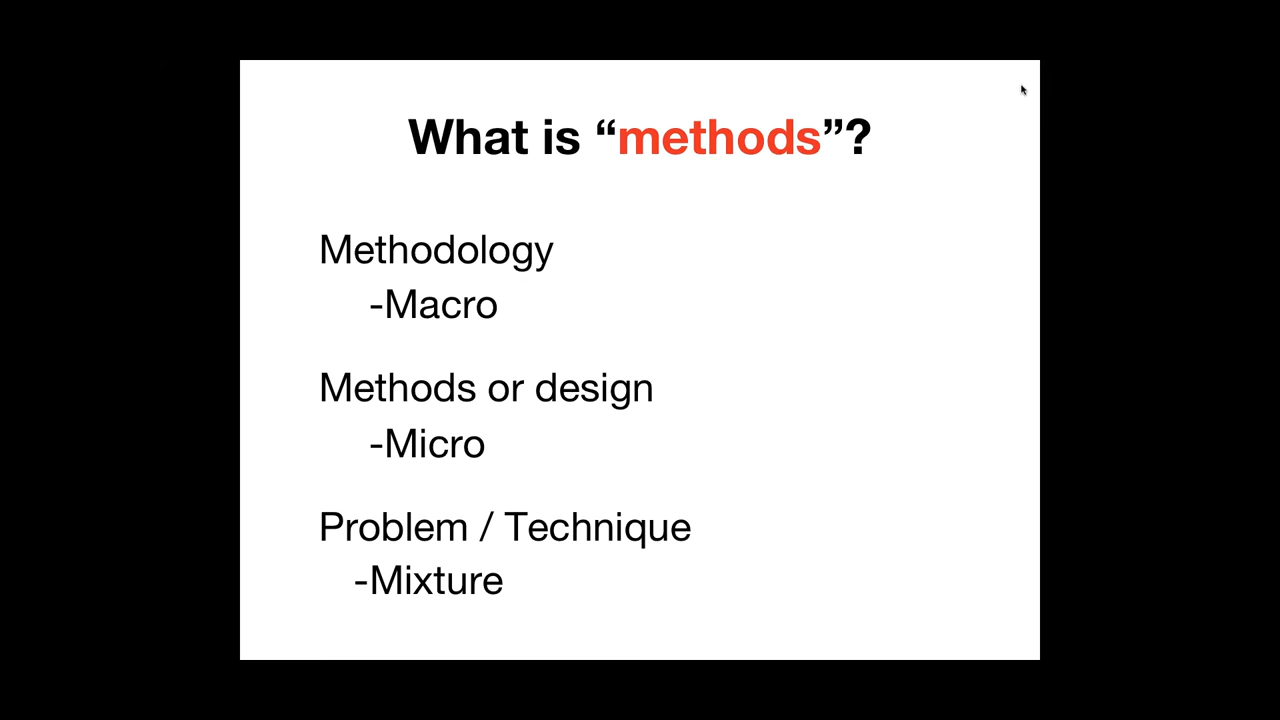 What is “methods”?
Methodology
-Macro
Methods or design
-Micro
Problem / Technique
-Mixture